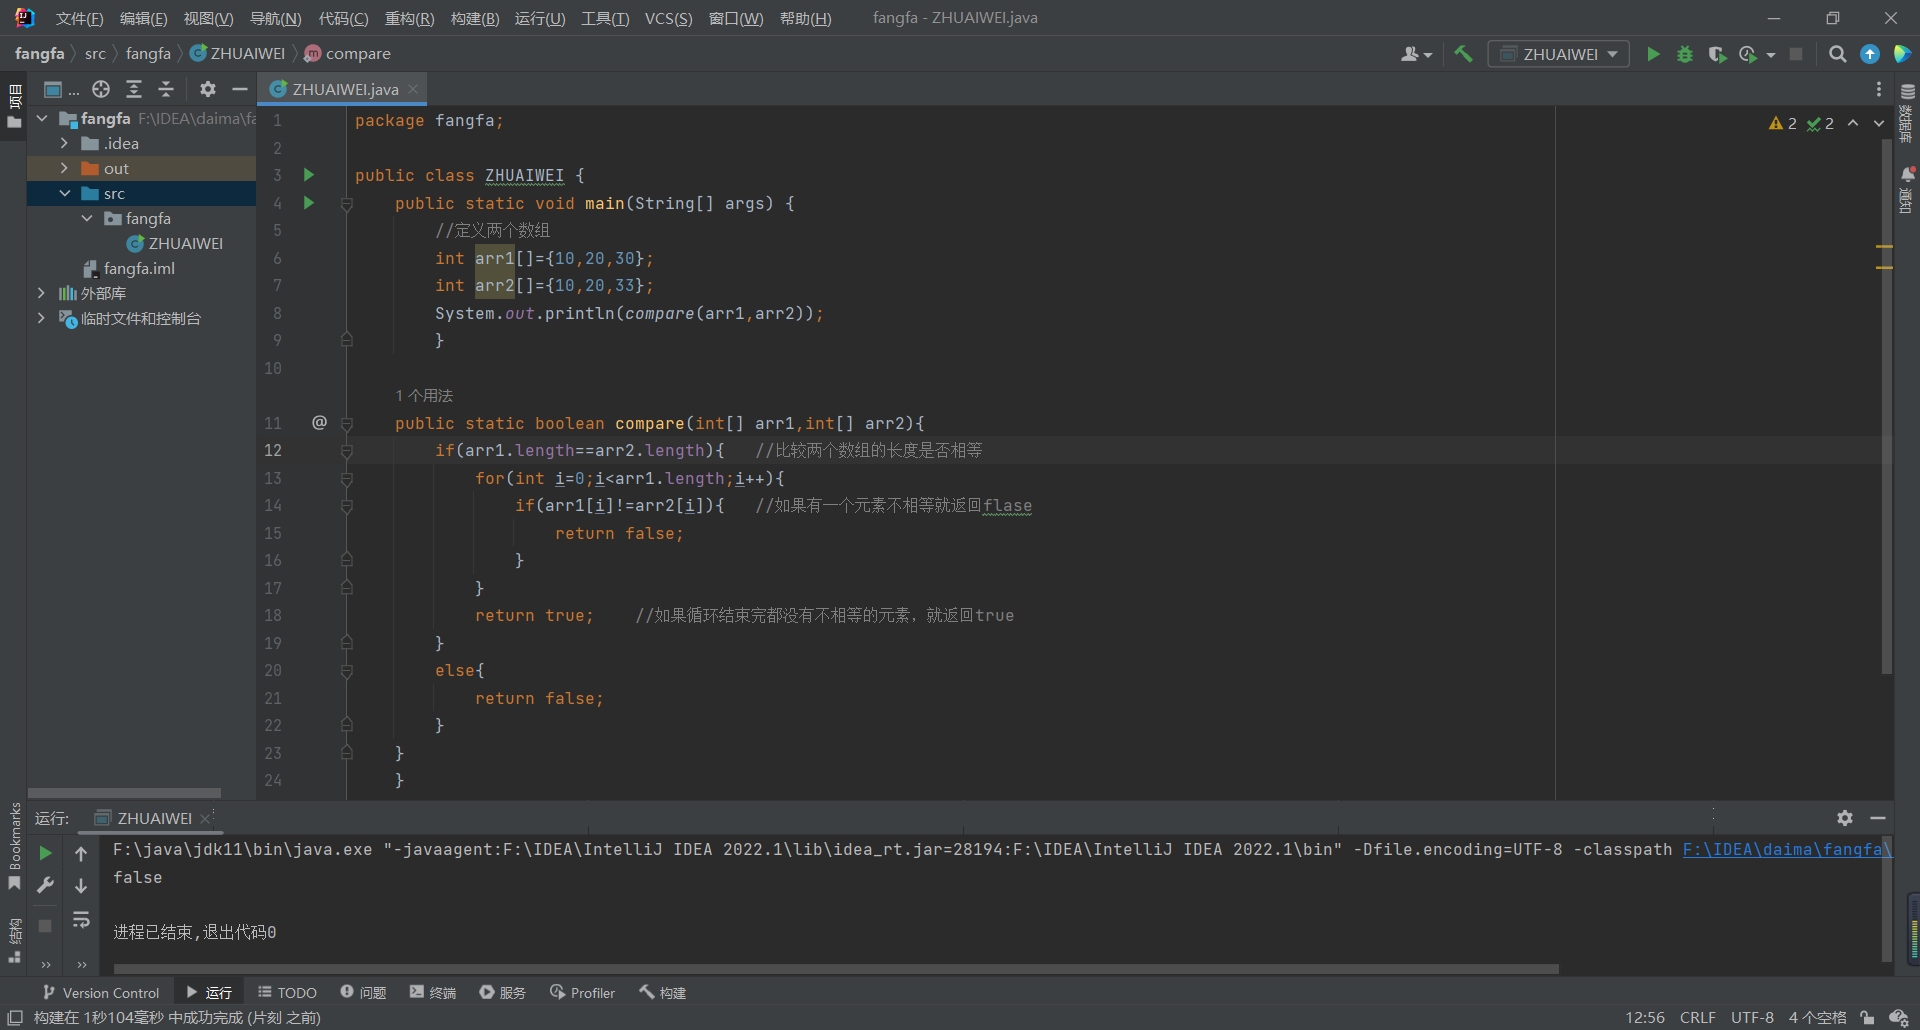 文件(F) 编辑(E) 视图(V) 导航(N) 代码(C) 重构(R) 构建(B) 运行(U) 工具(T) VCS(S) 窗口(W) 帮助(H) fangfa - ZHUAIWEI.java
fangfa src fangfa ZHUAIWEI compare
ZHUAIWEI
项目
...
ZHUAIWEI.java
fangfa F:\IDEA\daima\fa
.idea
out
src
fangfa
ZHUAIWEI
fangfa.iml
外部库
临时文件和控制台
2 2
数据库
通知
1 package fangfa;
2
3 public class ZHUAIWEI {
4 public static void main(String[] args) {
5 //定义两个数组
6 int arr1[]={10,20,30};
7 int arr2[]={10,20,33};
8 System.out.println(compare(arr1,arr2));
9 }
10
1 个用法
11 @ public static boolean compare(int[] arr1,int[] arr2){
12 if(arr1.length==arr2.length){ //比较两个数组的长度是否相等
13 for(int i=0;i<arr1.length;i++){
14 if(arr1[i]!=arr2[i]){ //如果有一个元素不相等就返回flase
15 return false;
16 }
17 }
18 return true; //如果循环结束完都没有不相等的元素，就返回true
19 }
20 else{
21 return false;
22 }
23 }
24 }
Bookmarks
结构
运行: ZHUAIWEI
F:\java\jdk11\bin\java.exe "-javaagent:F:\IDEA\IntelliJ IDEA 2022.1\lib\idea_rt.jar=28194:F:\IDEA\IntelliJ IDEA 2022.1\bin" -Dfile.encoding=UTF-8 -classpath F:\IDEA\daima\fangfa\
false
进程已结束,退出代码0
Version Control 运行 TODO 问题 终端 服务 Profiler 构建
构建在 1秒104毫秒 中成功完成 (片刻 之前) 12:56 CRLF UTF-8 4 个空格